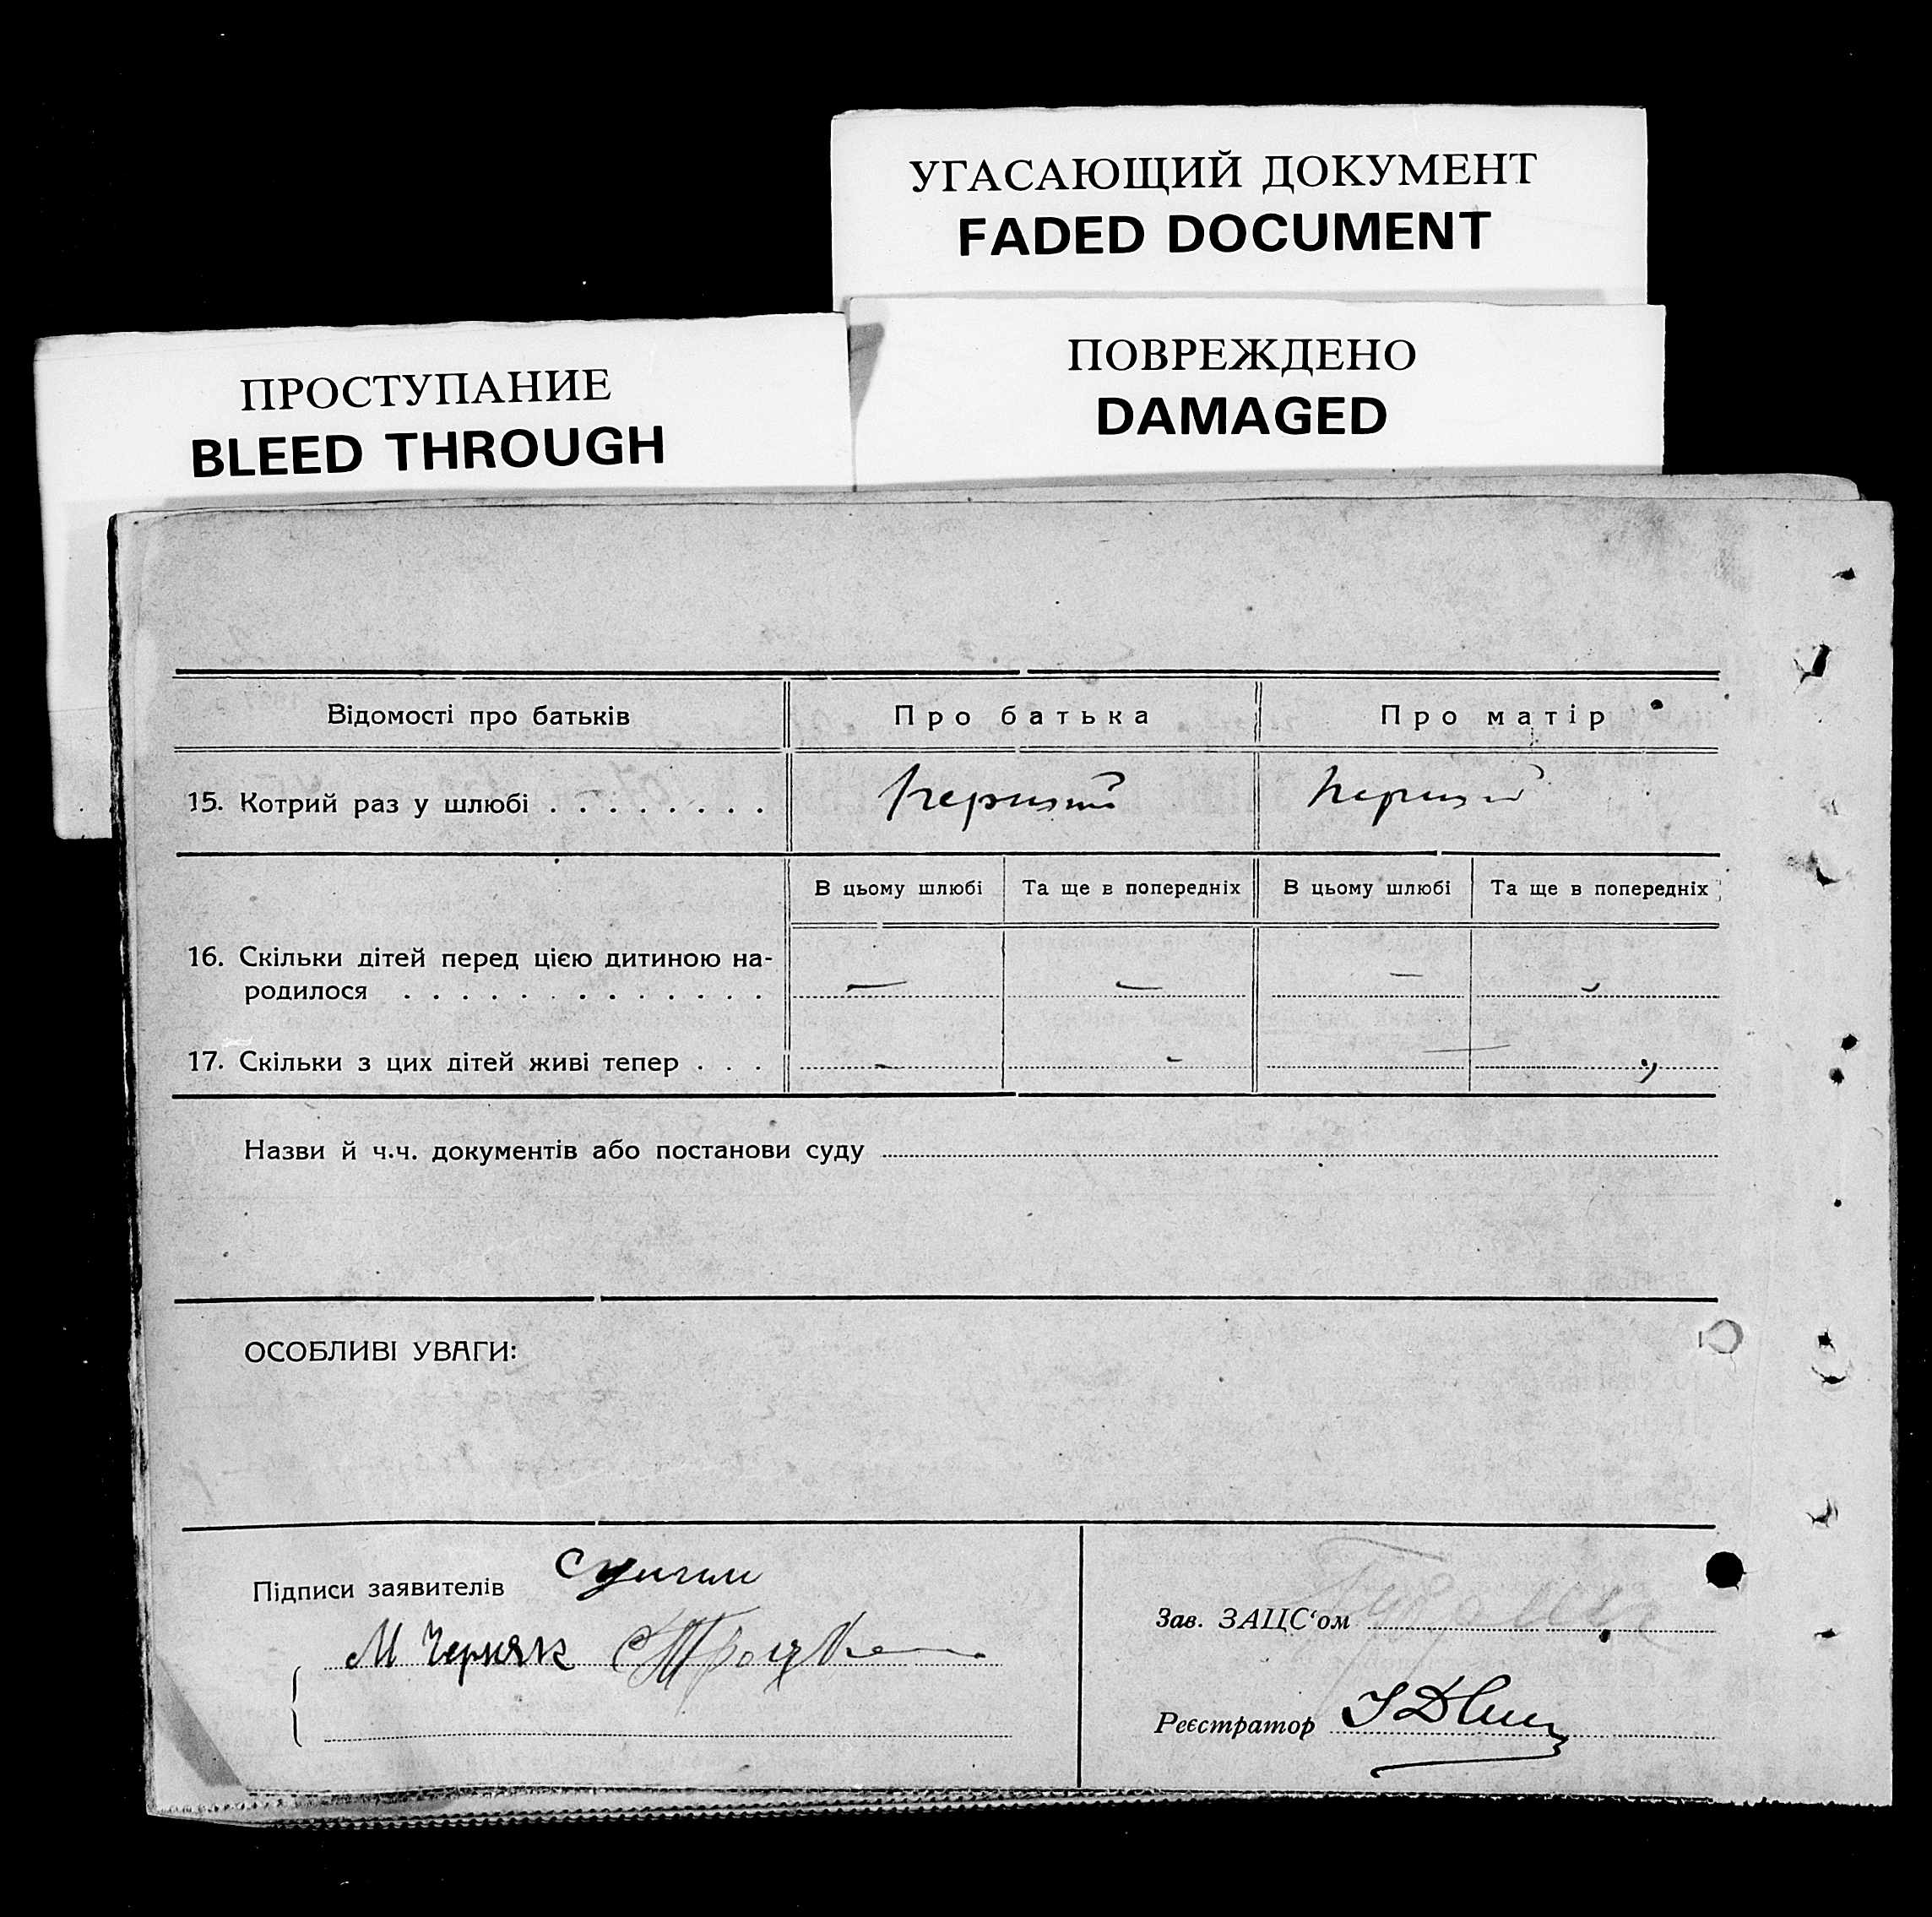 УГАСАЮЩИЙ ДОКУМЕНТ
FADED DOCUMENT
ПОВРЕЖДЕНО
DAMAGED
ПРОСТУПАНИЕ
BLEED THROUGH
Відомості про батьків Про батька Про матір
15. Котрий раз у шлюбі . . . . . . . . перший перший
В цьому шлюбі Та ще в попередніх В цьому шлюбі Та ще в попередніх
16. Скільки дітей перед цією дитиною на-
родилося . . . . . . . . . . . . . — — — —
17. Скільки з цих дітей живі тепер . . . - - —
Назви й ч.ч. документів або постанови суду
ОСОБЛИВІ УВАГИ:
Підписи заявителів
М Черняк
Зав. ЗАЦС‘ом
Реєстратор